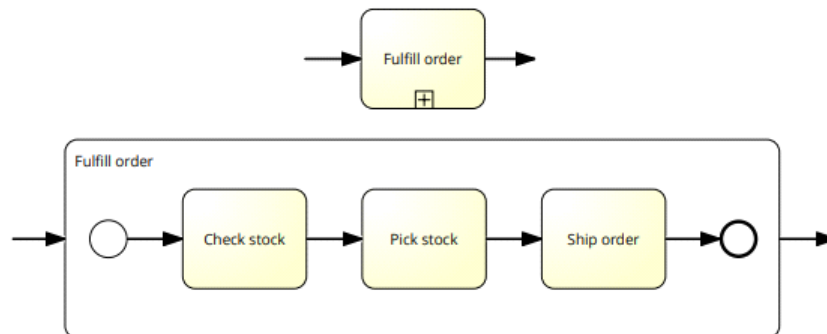 Fulfill order
Fulfill order
Check stock
Pick stock
Ship order